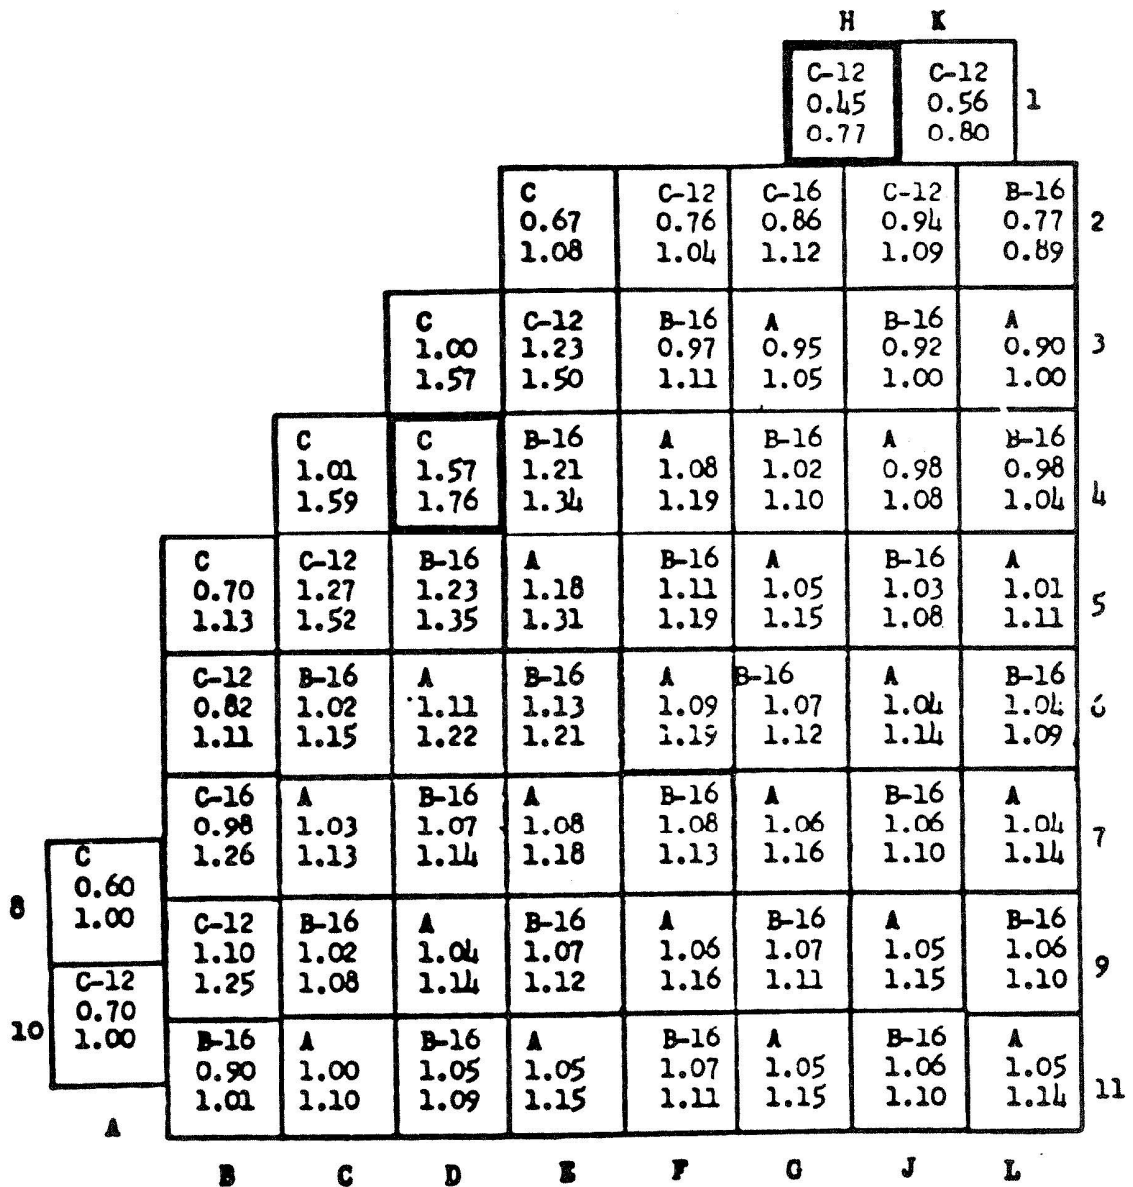 H K
C-12 C-12
0.45 0.56 1
0.77 0.80
C C-12 C-16 C-12 B-16
0.67 0.76 0.86 0.94 0.77 2
1.08 1.04 1.12 1.09 0.89
C C-12 B-16 A B-16 A
1.00 1.23 0.97 0.95 0.92 0.90 3
1.57 1.50 1.11 1.05 1.00 1.00
C C B-16 A B-16 A B-16
1.01 1.57 1.21 1.08 1.02 0.98 0.98
1.59 1.76 1.34 1.19 1.10 1.08 1.04 4
C C-12 B-16 A B-16 A B-16 A
0.70 1.27 1.23 1.18 1.11 1.05 1.03 1.01 5
1.13 1.52 1.35 1.31 1.19 1.15 1.08 1.11
C-12 B-16 A B-16 A B-16 A B-16
0.82 1.02 1.11 1.13 1.09 1.07 1.04 1.04 6
1.11 1.15 1.22 1.21 1.19 1.12 1.14 1.09
C-16 A B-16 A B-16 A B-16 A
0.98 1.03 1.07 1.08 1.08 1.06 1.06 1.04 7
1.26 1.13 1.14 1.18 1.13 1.16 1.10 1.14
C
0.60
8 1.00
C-12 B-16 A B-16 A B-16 A B-16
1.10 1.02 1.04 1.07 1.06 1.07 1.05 1.06 9
1.25 1.08 1.14 1.12 1.16 1.11 1.15 1.10
C-12
0.70
10 1.00
B-16 A B-16 A B-16 A B-16 A
0.90 1.00 1.05 1.05 1.07 1.05 1.06 1.05
1.01 1.10 1.09 1.15 1.11 1.15 1.10 1.14 11
A
B C D E F G J L